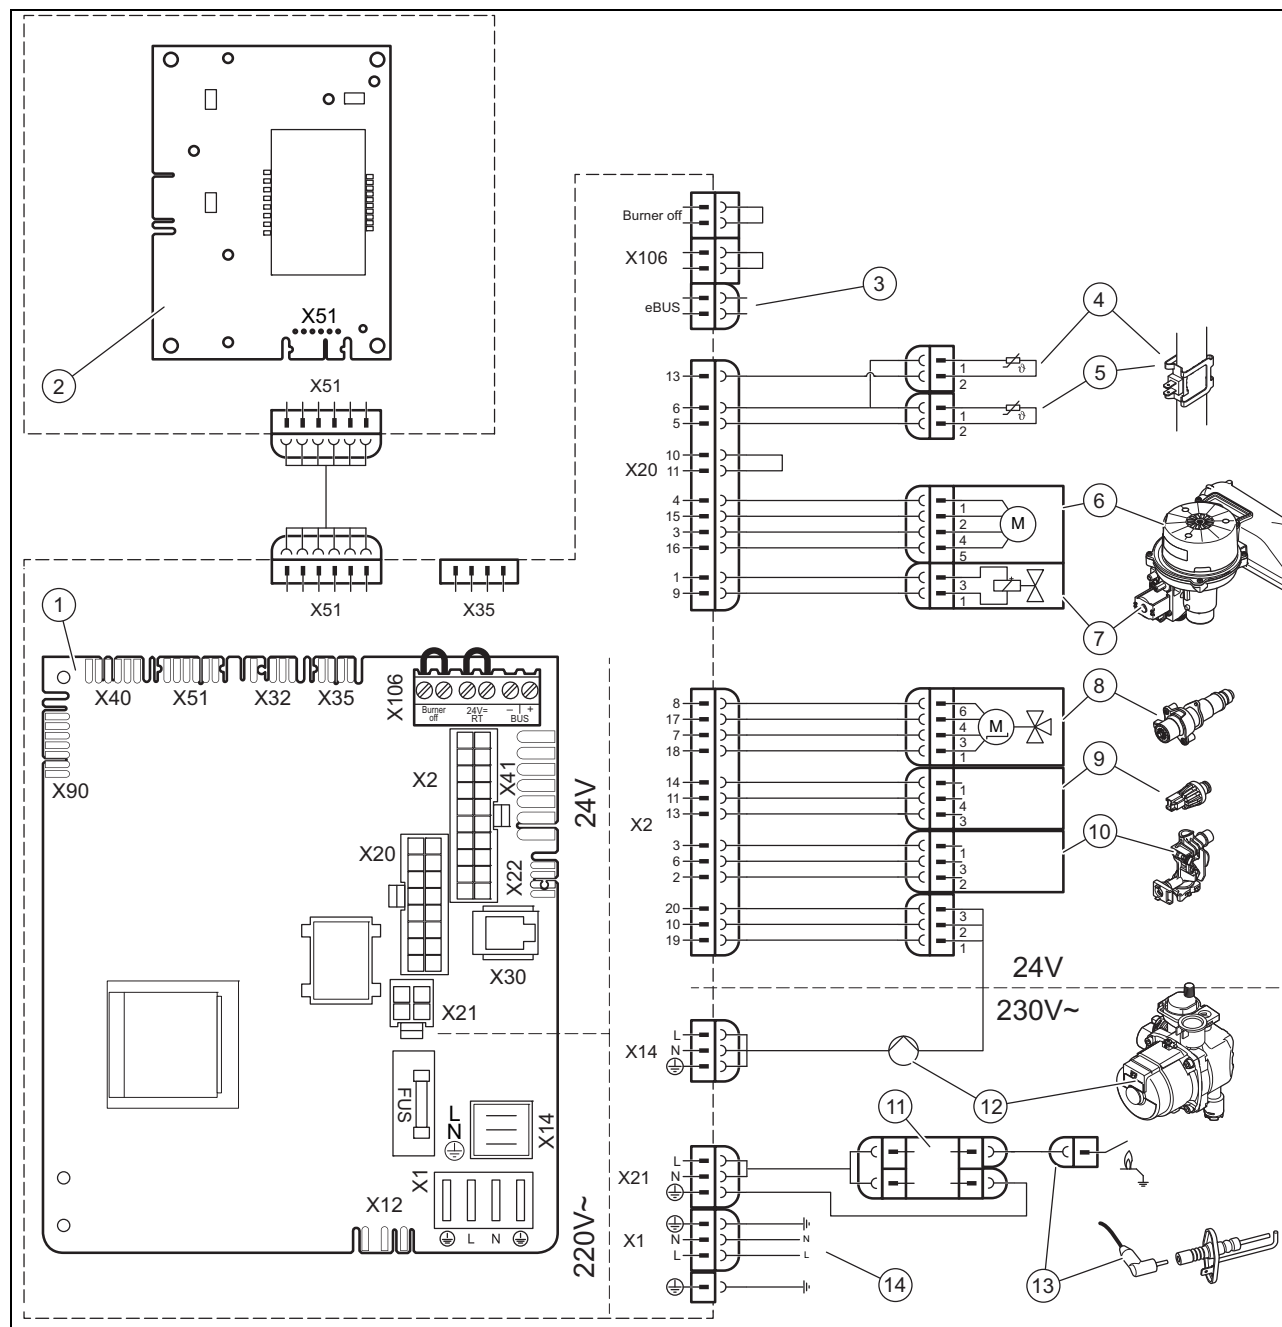 X51
2
X51
X51
X35
1
X40
X51
X32
X35
X106
Burner off
24V=
RT
– | +
BUS
X90
X2
X41
24V
X20
X22
X30
X21
FUS
L
N
X14
X1
X12
L N
220V~
Burner off
X106
eBUS
3
13
6
5
10
11
4
15
3
16
1
9
X20
1
2
ϑ
4
1
2
ϑ
5
1
2
4
5
M
6
3
1
7
8
17
7
18
14
11
13
3
6
2
20
10
19
X2
6
4
3
1
M
8
1
4
3
9
1
3
2
10
3
2
1
24V
230V~
X14
L
N
12
11
X21
L
N
13
X1
N
L
N
L
14